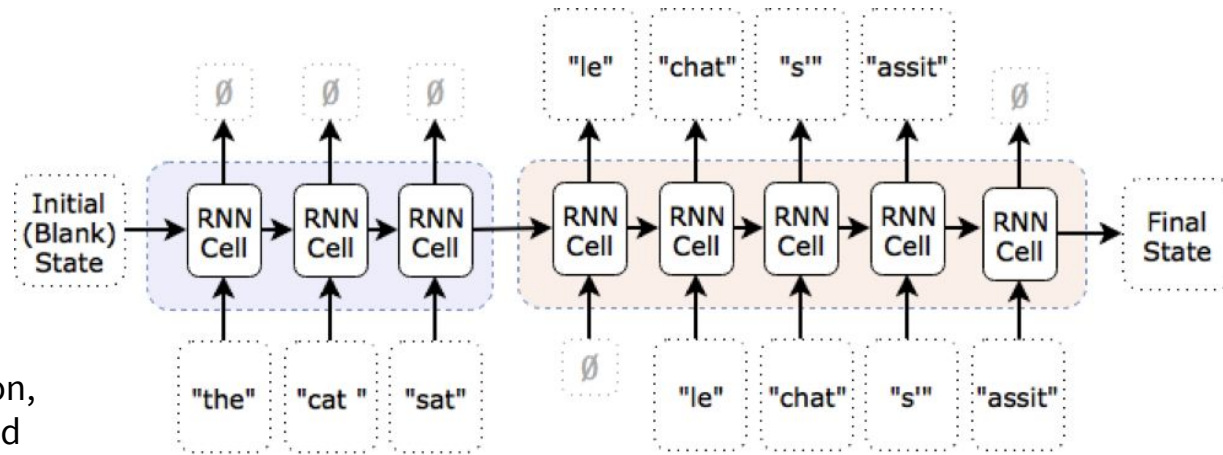 "le" "chat" "s'" "assit"
Ø Ø Ø Ø
Initial
(Blank)
State
RNN
Cell
RNN
Cell
RNN
Cell
RNN
Cell
RNN
Cell
RNN
Cell
RNN
Cell
RNN
Cell
Final
State
Ø
"the" "cat " "sat" "le" "chat" "s'" "assit"
on,
d